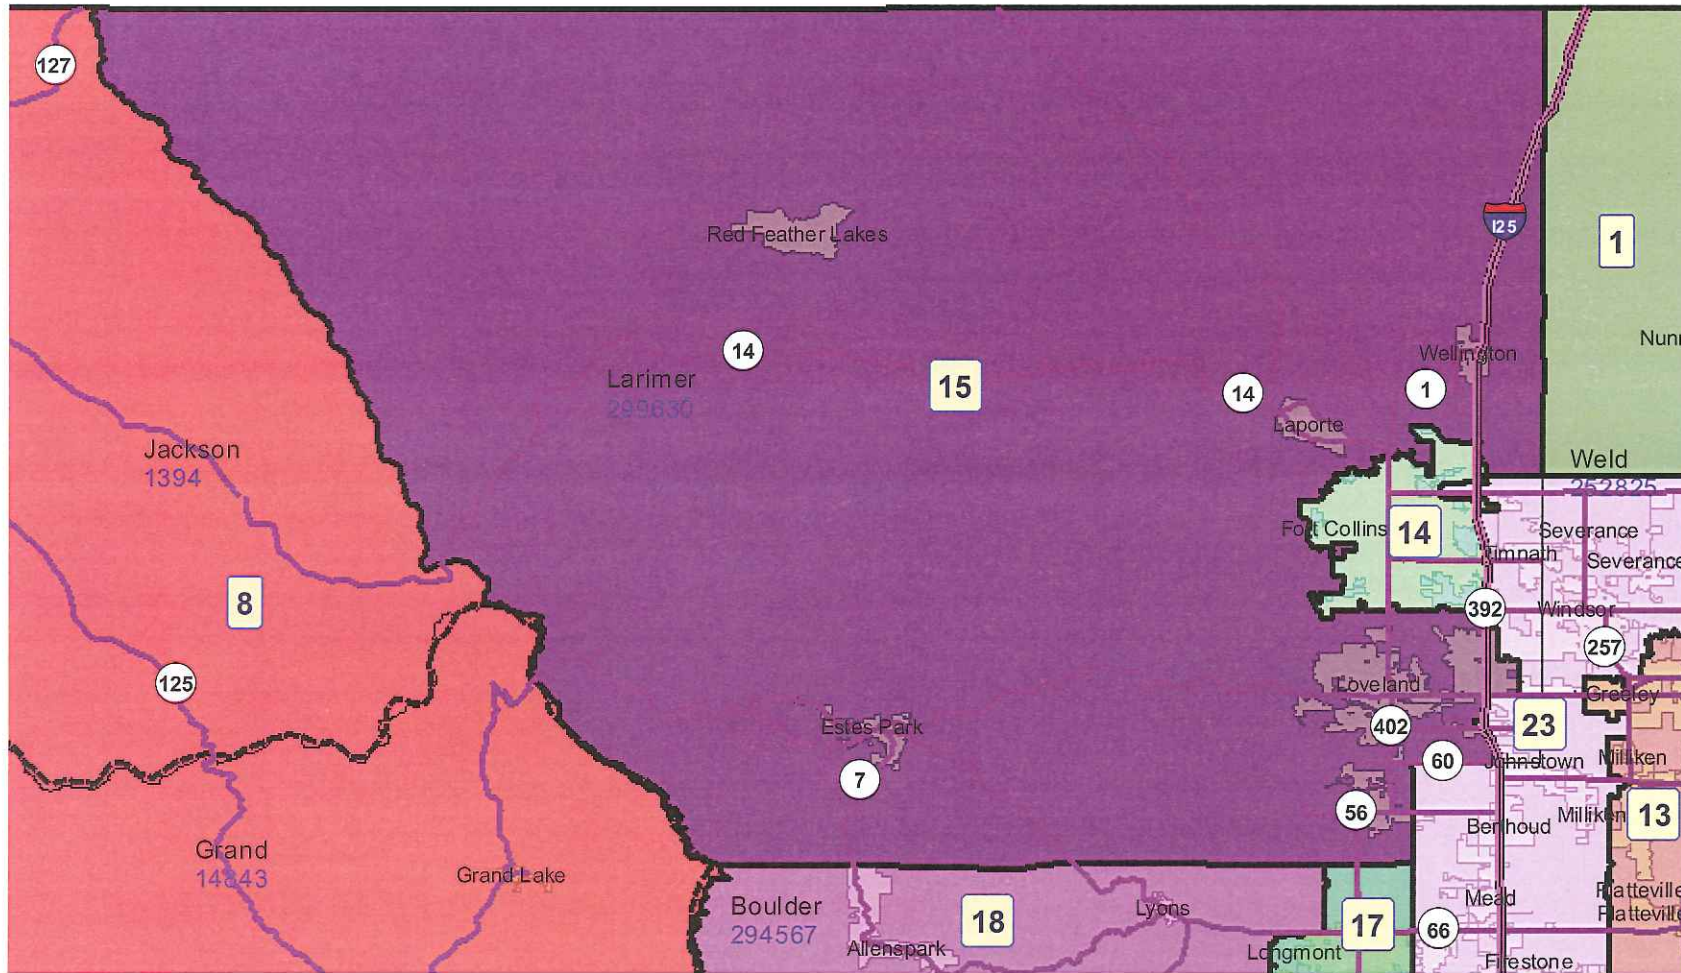 127
Red Feather Lakes
I25
1
Nunn
14
Larimer
299630
15
14
1
Wellington
Laporte
Jackson
1394
Weld
252825
Fort Collins
14
Severance
Timnath
Severance
8
392
Windsor
257
125
Loveland
Greeley
Estes Park
402
23
7
60
Johnstown
Milliken
56
Berthoud
Milliken
13
Grand
14843
Grand Lake
Boulder
294567
18
Lyons
Allenspark
17
Longmont
Mead
66
Firestone
Platteville
Platteville